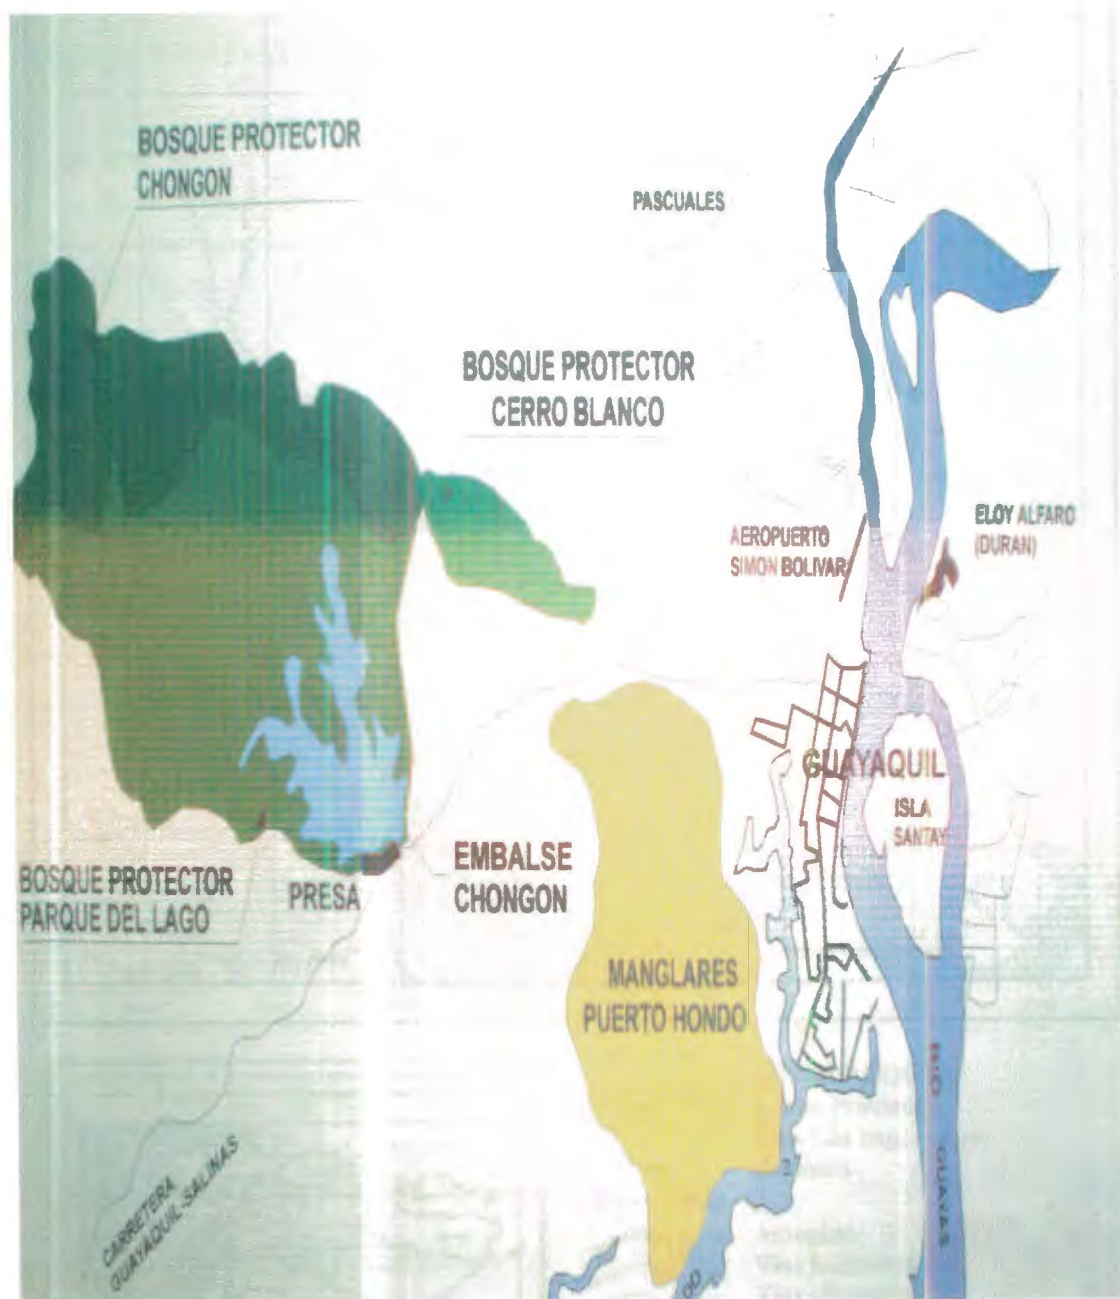 BOSQUE PROTECTOR
CHONGON
PASCUALES
BOSQUE PROTECTOR
CERRO BLANCO
AEROPUERTO
SIMON BOLIVAR
ELOY ALFARO
(DURAN)
GUAYAQUIL
ISLA
SANTAY
EMBALSE
CHONGON
BOSQUE PROTECTOR
PARQUE DEL LAGO
PRESA
MANGLARES
PUERTO HONDO
RIO
GUAYAS
CARRETERA
GUAYAQUIL-SALINAS